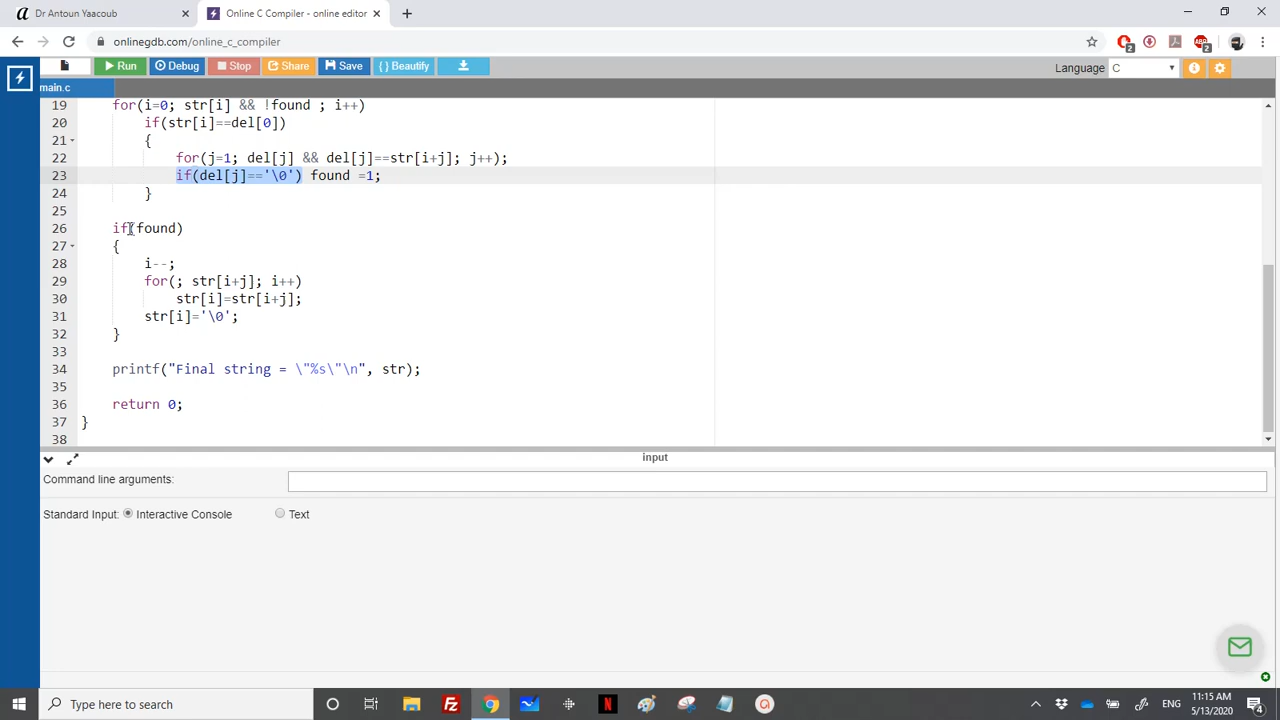 Dr Antoun Yaacoub
Online C Compiler - online editor
onlinegdb.com/online_c_compiler
Run Debug Stop Share Save { } Beautify Language C
main.c
19 for(i=0; str[i] && !found ; i++)
20 if(str[i]==del[0])
21 {
22 for(j=1; del[j] && del[j]==str[i+j]; j++);
23 if(del[j]=='\0') found =1;
24 }
25
26 if(found)
27 {
28 i--;
29 for(; str[i+j]; i++)
30 str[i]=str[i+j];
31 str[i]='\0';
32 }
33
34 printf("Final string = \"%s\"\n", str);
35
36 return 0;
37 }
38
input
Command line arguments:
Standard Input: Interactive Console Text
Type here to search
ENG
11:15 AM
5/13/2020